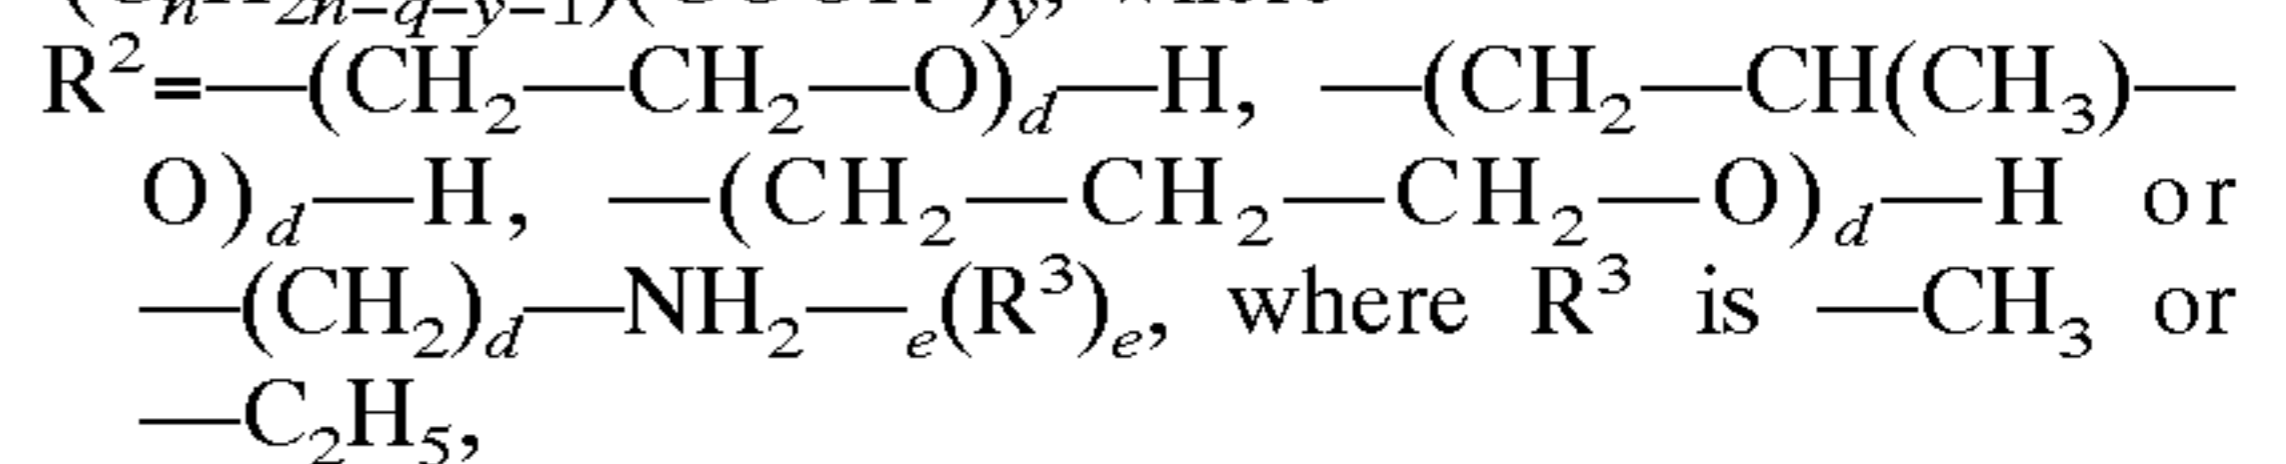 where
R²=—(CH₂—CH₂—O)d—H, —(CH₂—CH(CH₃)—
O)d—H, —(CH₂—CH₂—CH₂—O)d—H or
—(CH₂)d—NH₂—e(R³)e, where R³ is —CH₃ or
—C₂H₅,